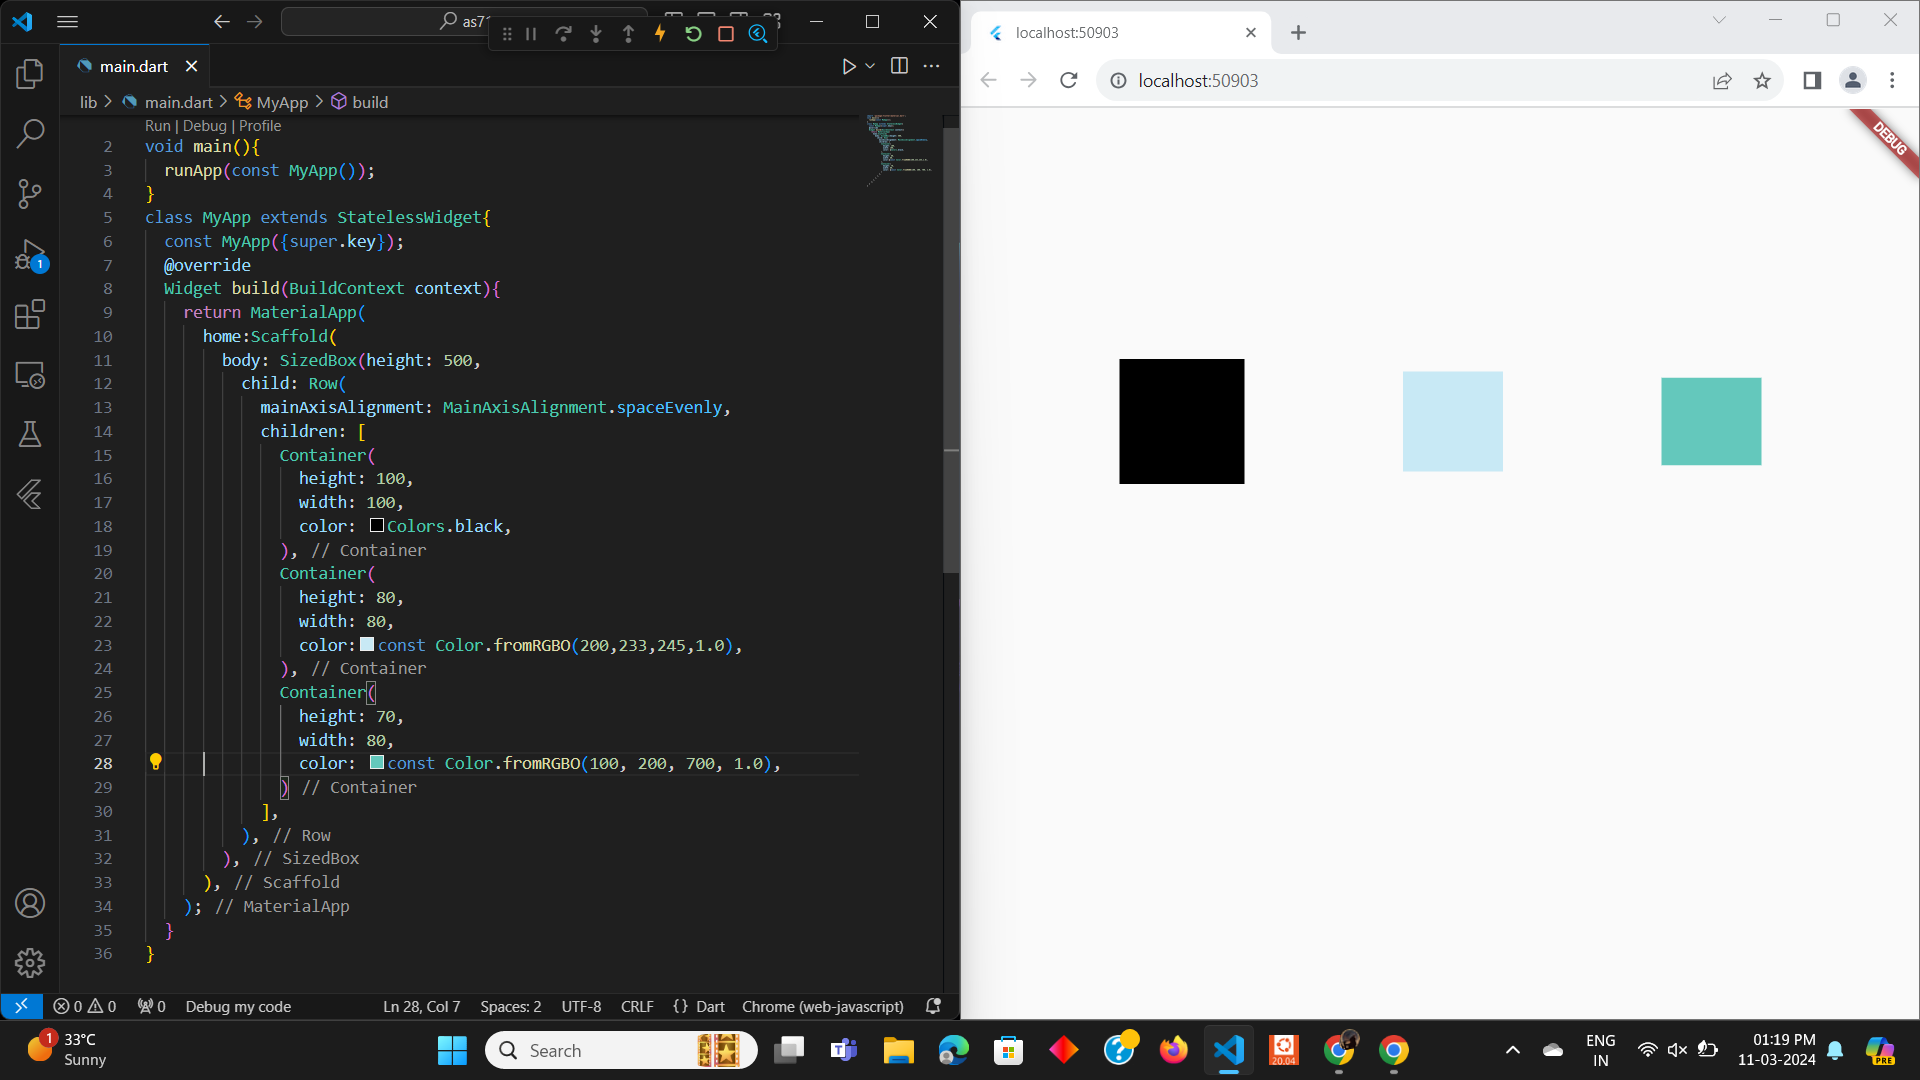 as71
main.dart
lib > main.dart > MyApp > build
Run | Debug | Profile
2 void main(){
3 runApp(const MyApp());
4 }
5 class MyApp extends StatelessWidget{
6 const MyApp({super.key});
7 @override
8 Widget build(BuildContext context){
9 return MaterialApp(
10 home:Scaffold(
11 body: SizedBox(height: 500,
12 child: Row(
13 mainAxisAlignment: MainAxisAlignment.spaceEvenly,
14 children: [
15 Container(
16 height: 100,
17 width: 100,
18 color: Colors.black,
19 ), // Container
20 Container(
21 height: 80,
22 width: 80,
23 color:const Color.fromRGBO(200,233,245,1.0),
24 ), // Container
25 Container(
26 height: 70,
27 width: 80,
28 color: const Color.fromRGBO(100, 200, 700, 1.0),
29 ) // Container
30 ],
31 ), // Row
32 ), // SizedBox
33 ), // Scaffold
34 ); // MaterialApp
35 }
36 }
1
0 0 0 Debug my code Ln 28, Col 7 Spaces: 2 UTF-8 CRLF {} Dart Chrome (web-javascript)
localhost:50903
localhost:50903
DEBUG
1
33°C
Sunny
Search
20.04
ENG
IN
01:19 PM
11-03-2024
PRE